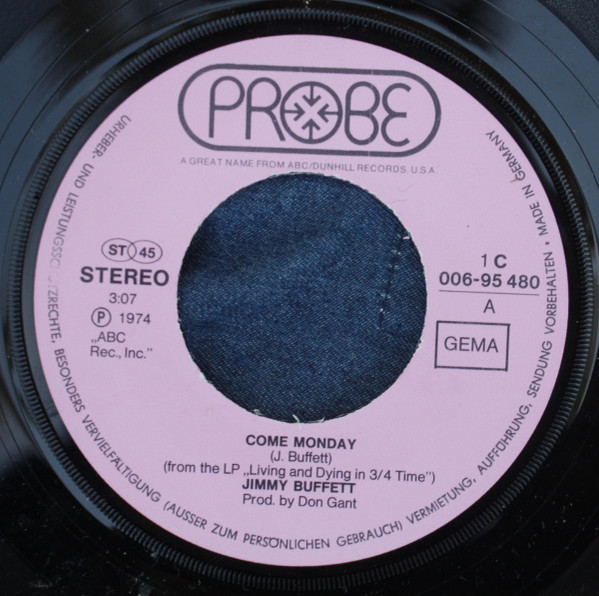 PROBE
A GREAT NAME FROM ABC/DUNHILL RECORDS, U.S.A.
URHEBER- UND LEISTUNGSSCHUTZRECHTE, BESONDERS VERVIELFÄLTIGUNG (AUSSER ZUM PERSÖNLICHEN GEBRAUCH) VERMIETUNG, AUFFÜHRUNG, SENDUNG VORBEHALTEN · MADE IN GERMANY
ST 45
STEREO
3:07
Ⓟ 1974
„ABC
Rec., Inc."
1 C
006-95 480
A
GEMA
COME MONDAY
(J. Buffett)
(from the LP „Living and Dying in 3/4 Time")
JIMMY BUFFETT
Prod. by Don Gant